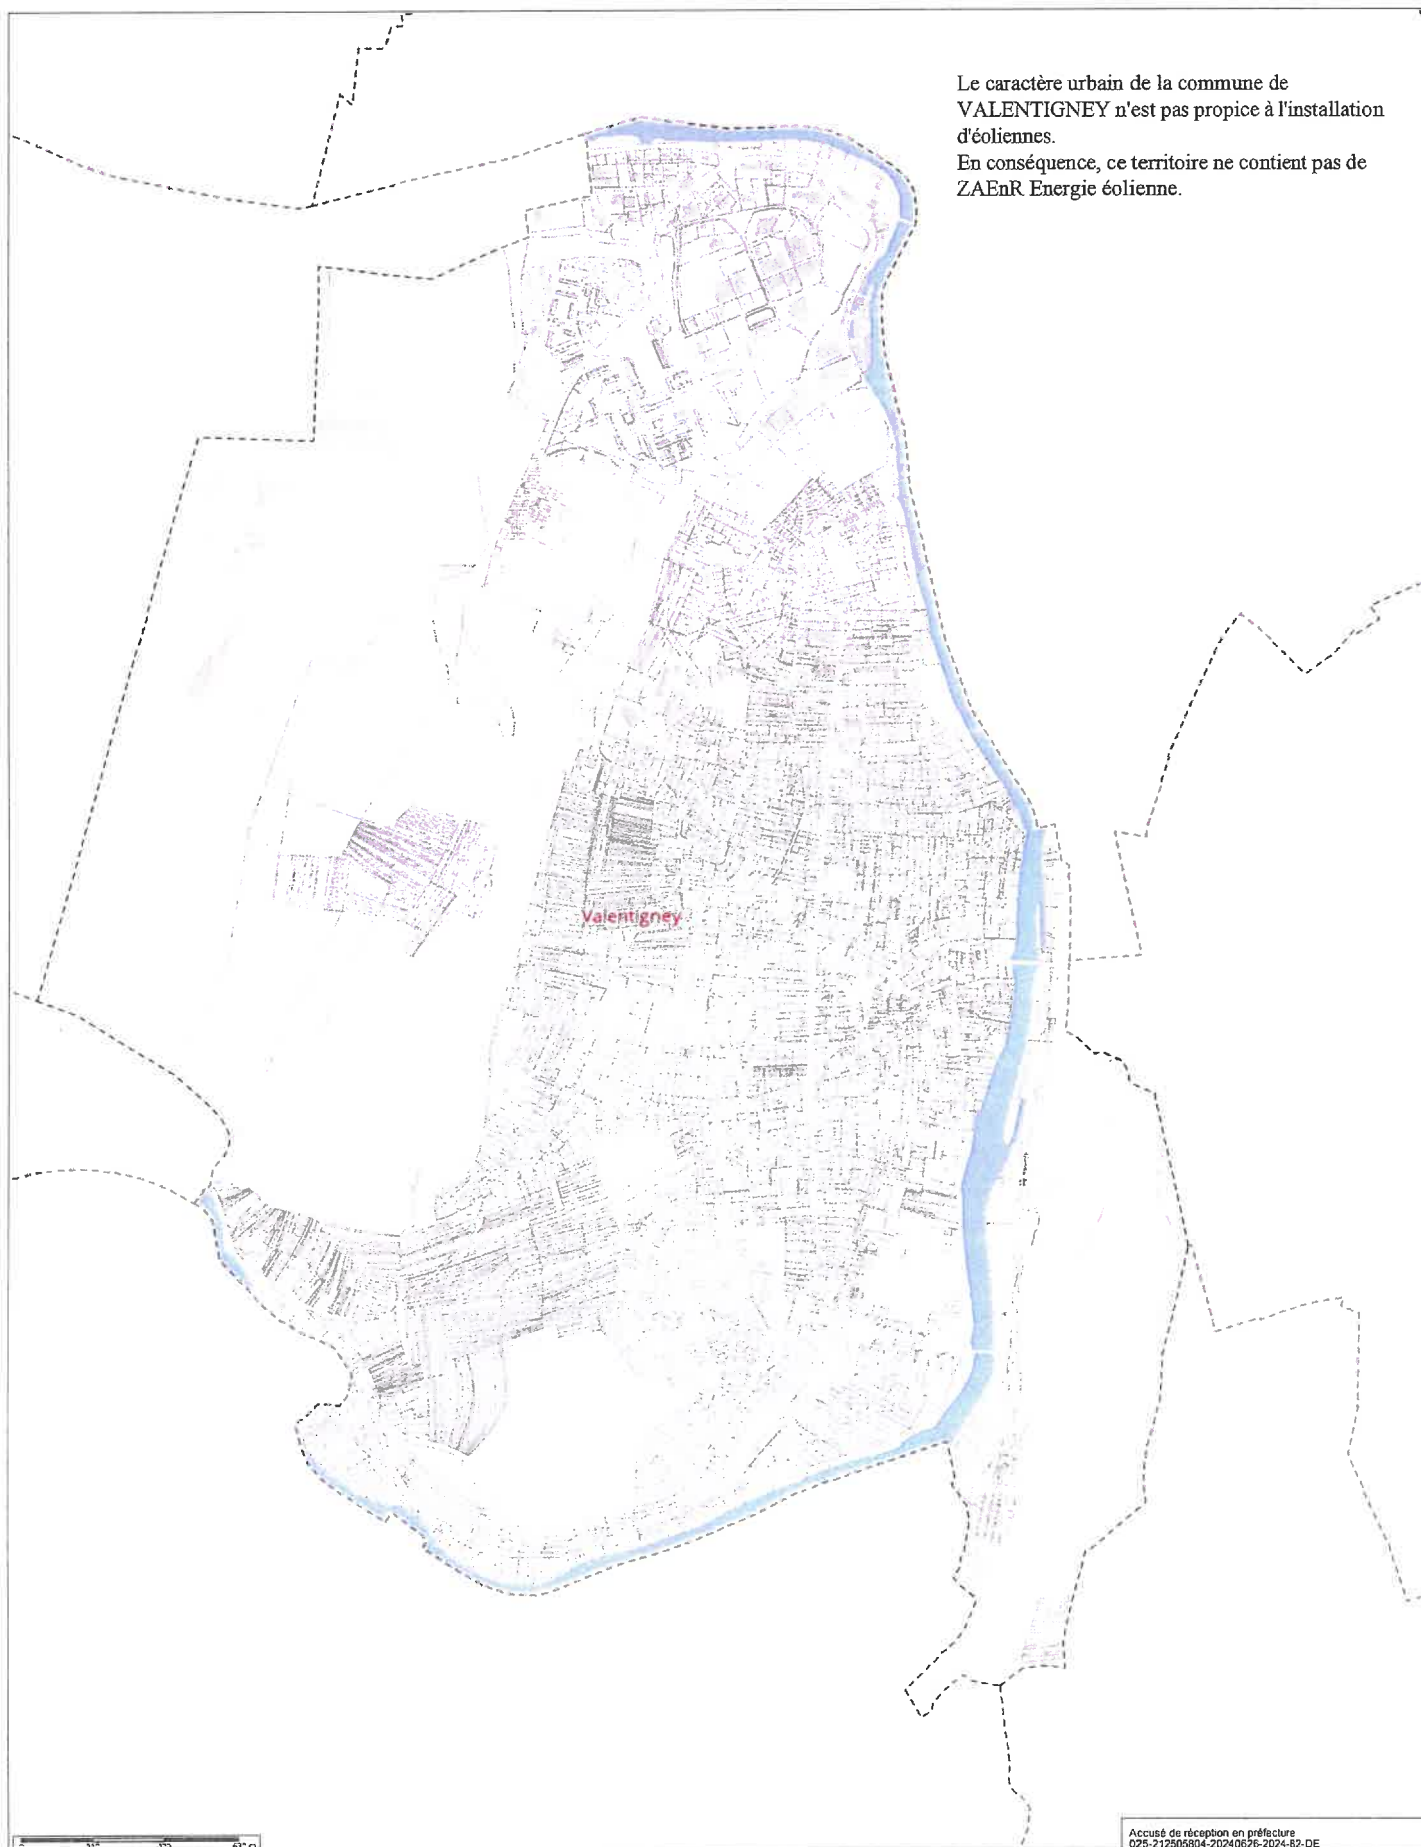 Le caractère urbain de la commune de
VALENTIGNEY n'est pas propice à l'installation
d'éoliennes.
En conséquence, ce territoire ne contient pas de
ZAEnR Energie éolienne.
Valentigney
Accusé de réception en préfecture
025-212505804-20240626-2024-82-DE